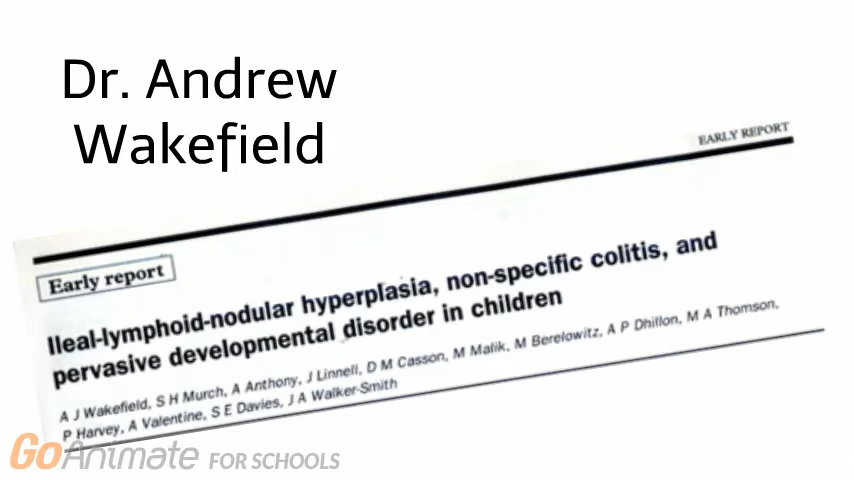 Dr. Andrew
Wakefield
EARLY REPORT
Early report
Ileal-lymphoid-nodular hyperplasia, non-specific colitis, and
pervasive developmental disorder in children
A J Wakefield, S H Murch, A Anthony, J Linnell, D M Casson, M Malik, M Berelowitz, A P Dhillon, M A Thomson,
P Harvey, A Valentine, S E Davies, J A Walker-Smith
GoAnimate FOR SCHOOLS